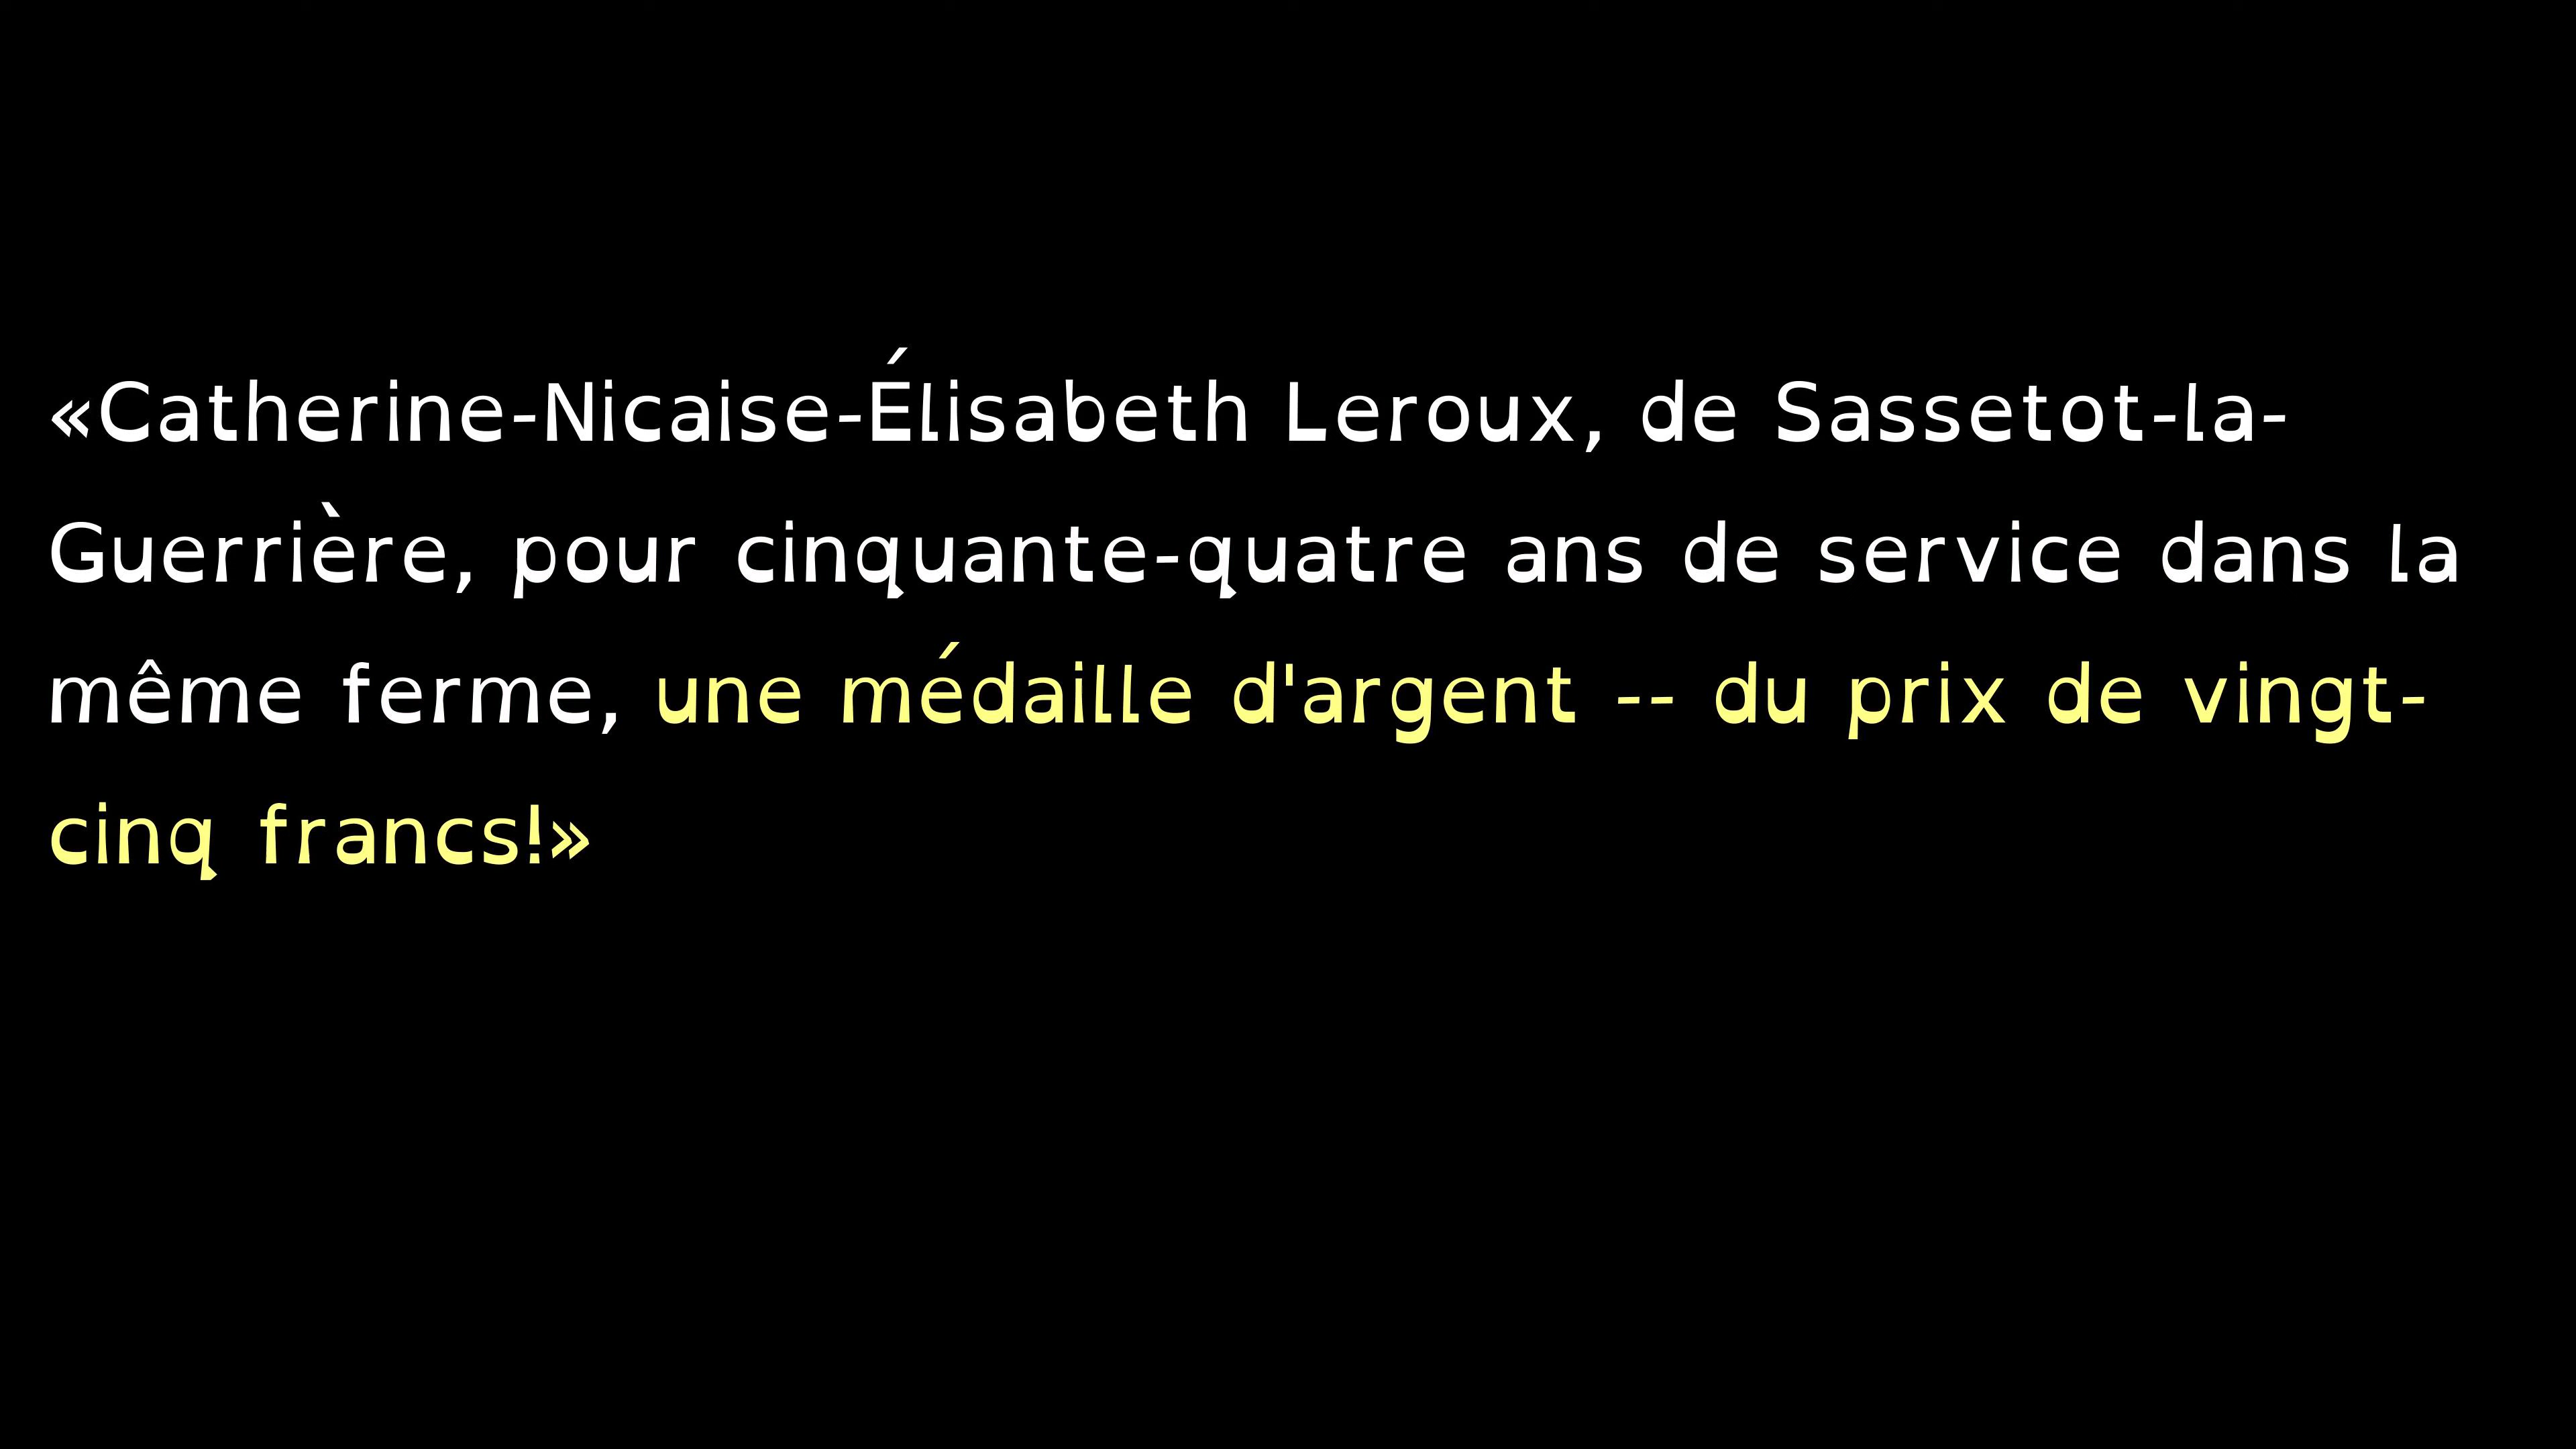 «Catherine-Nicaise-Élisabeth Leroux, de Sassetot-la-
Guerrière, pour cinquante-quatre ans de service dans la
même ferme, une médaille d'argent -- du prix de vingt-
cinq francs!»